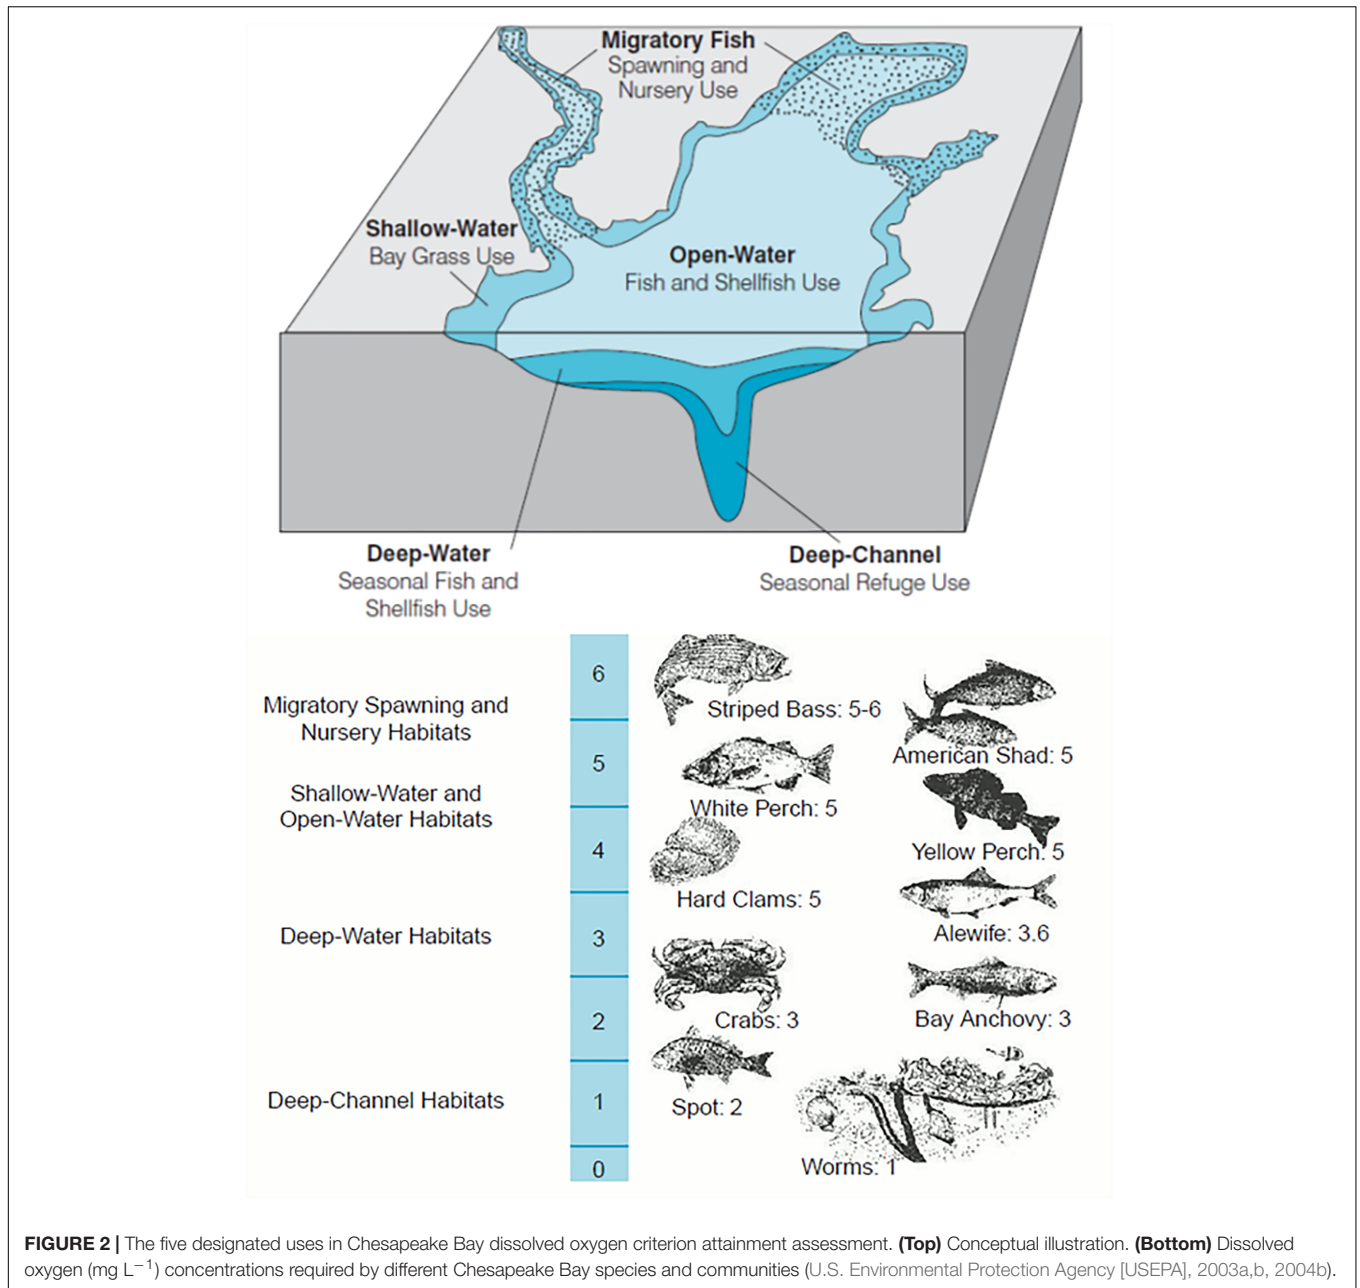 Migratory Fish
Spawning and
Nursery Use
Shallow-Water
Bay Grass Use
Open-Water
Fish and Shellfish Use
Deep-Water
Seasonal Fish and
Shellfish Use
Deep-Channel
Seasonal Refuge Use
6
5
4
3
2
1
0
Migratory Spawning and
Nursery Habitats
Shallow-Water and
Open-Water Habitats
Deep-Water Habitats
Deep-Channel Habitats
Striped Bass: 5-6
American Shad: 5
White Perch: 5
Yellow Perch: 5
Hard Clams: 5
Alewife: 3.6
Crabs: 3
Bay Anchovy: 3
Spot: 2
Worms: 1
FIGURE 2 | The five designated uses in Chesapeake Bay dissolved oxygen criterion attainment assessment. (Top) Conceptual illustration. (Bottom) Dissolved
oxygen (mg L⁻¹) concentrations required by different Chesapeake Bay species and communities (U.S. Environmental Protection Agency [USEPA], 2003a,b, 2004b).